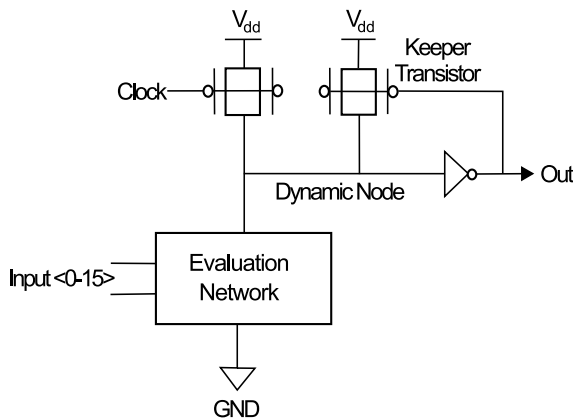 Vdd
Vdd
Keeper
Transistor
Clock
Dynamic Node
Out
Input <0-15>
Evaluation
Network
GND